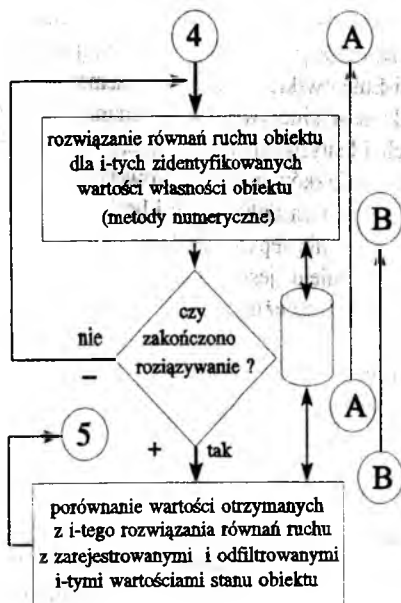 4
A
rozwiązanie równań ruchu obiektu
dla i-tych zidentyfikowanych
wartości własności obiektu
(metody numeryczne)
B
czy
zakończono
roziązywanie ?
nie
−
A
5
+
tak
B
porównanie wartości otrzymanych
z i-tego rozwiązania równań ruchu
z zarejestrowanymi i odfiltrowanymi
i-tymi wartościami stanu obiektu